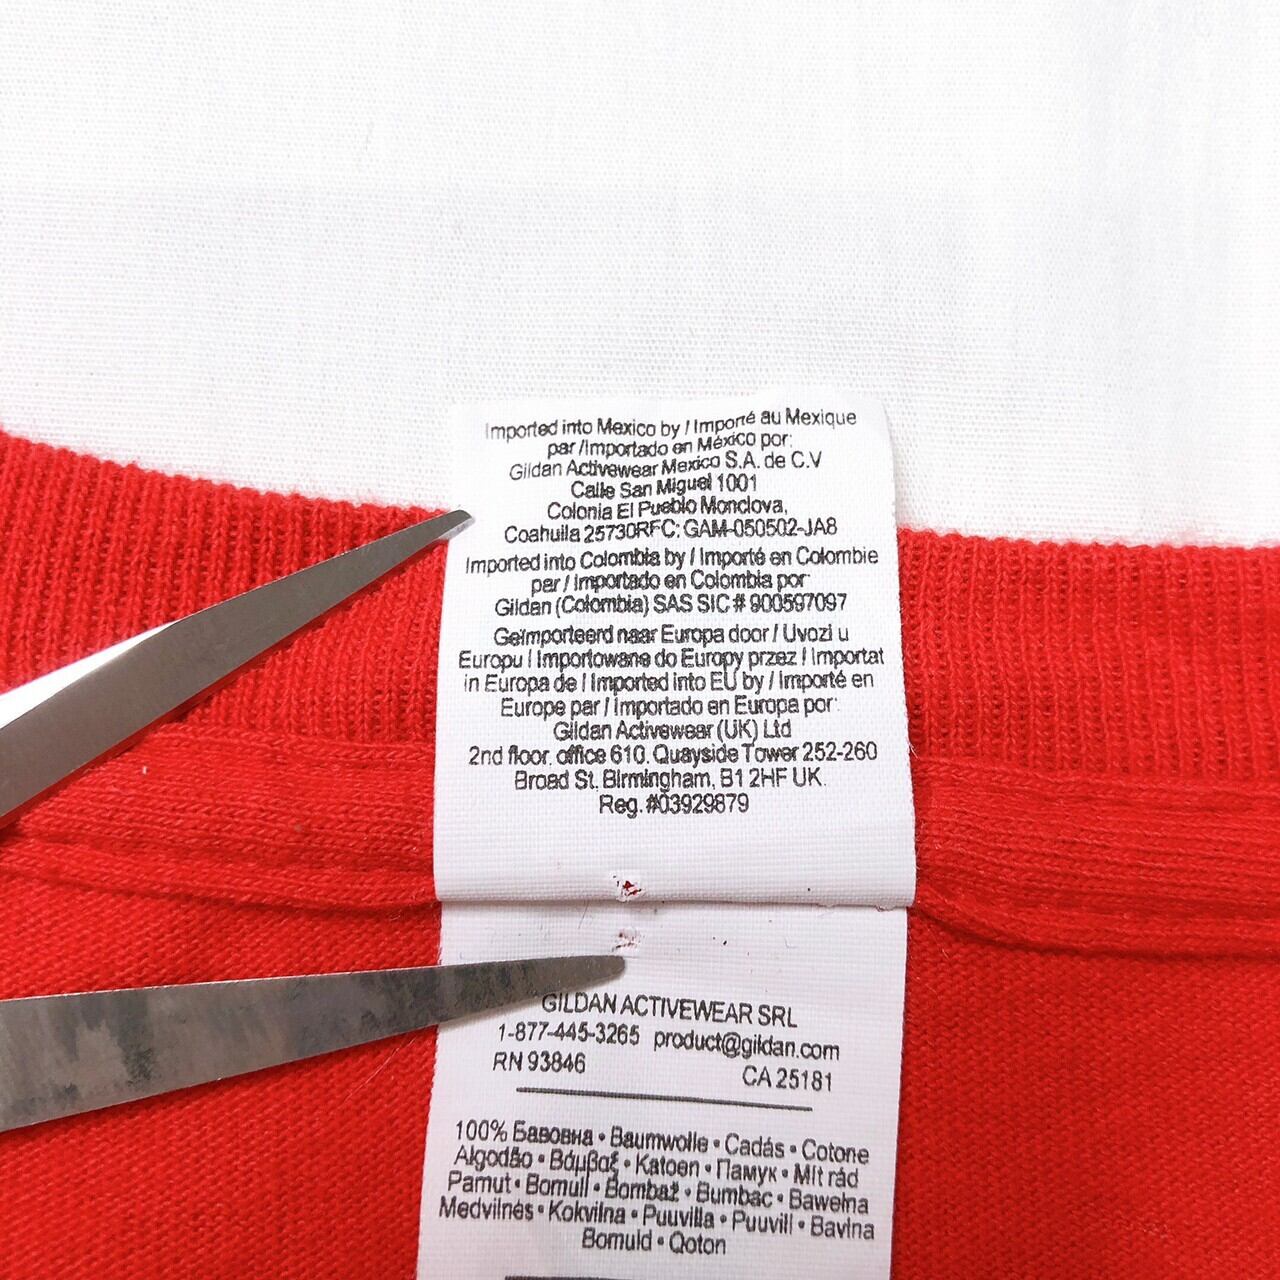 Imported into Mexico by / Importé au Mexique
par /Importado en México por:
Gildan Activewear Mexico S.A. de C.V
Calle San Miguel 1001
Colonia El Pueblo Monclova,
Coahuila 25730RFC: GAM-050502-JA8
Imported into Colombia by / Importé en Colombie
par / Importado en Colombia por:
Gildan (Colombia) SAS SIC # 900597097
Geïmporteerd naar Europa door / Uvozi u
Europu / Importowane do Europy przez / Importat
in Europa de / Imported into EU by / Importé en
Europe par / Importado en Europa por:
Gildan Activewear (UK) Ltd
2nd floor, office 610, Quayside Tower 252-260
Broad St, Birmingham, B1 2HF UK.
Reg.#03929879
GILDAN ACTIVEWEAR SRL
1-877-445-3265 product@gildan.com
RN 93846 CA 25181
100% Бавовна • Baumwolle • Cadás • Cotone
Algodão • Βάμβαξ • Katoen • Памук • Mit rád
Pamut • Bomull • Bombaž • Bumbac • Bawełna
Medvilnės • Kokvilna • Puuvilla • Puuvill • Bavlna
Bomuld • Qoton